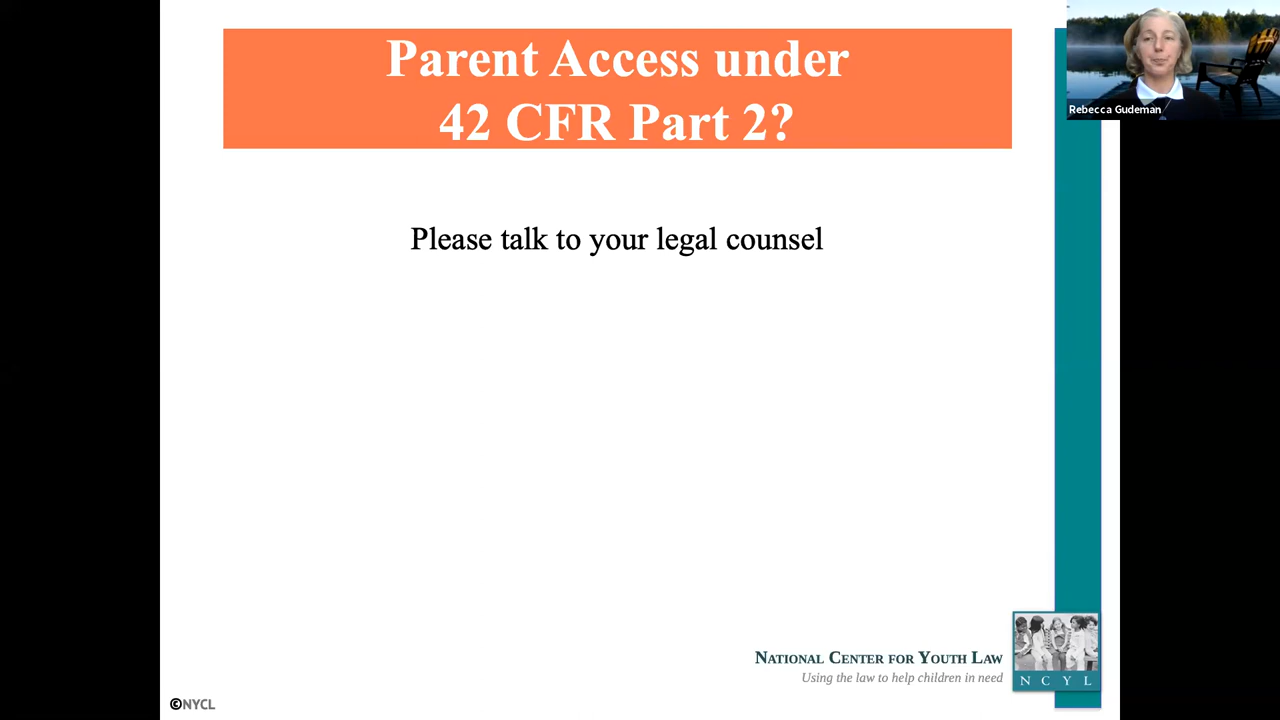 Parent Access under
42 CFR Part 2?
Rebecca Gudeman
Please talk to your legal counsel
NATIONAL CENTER FOR YOUTH LAW
Using the law to help children in need
N C Y L
©NYCL